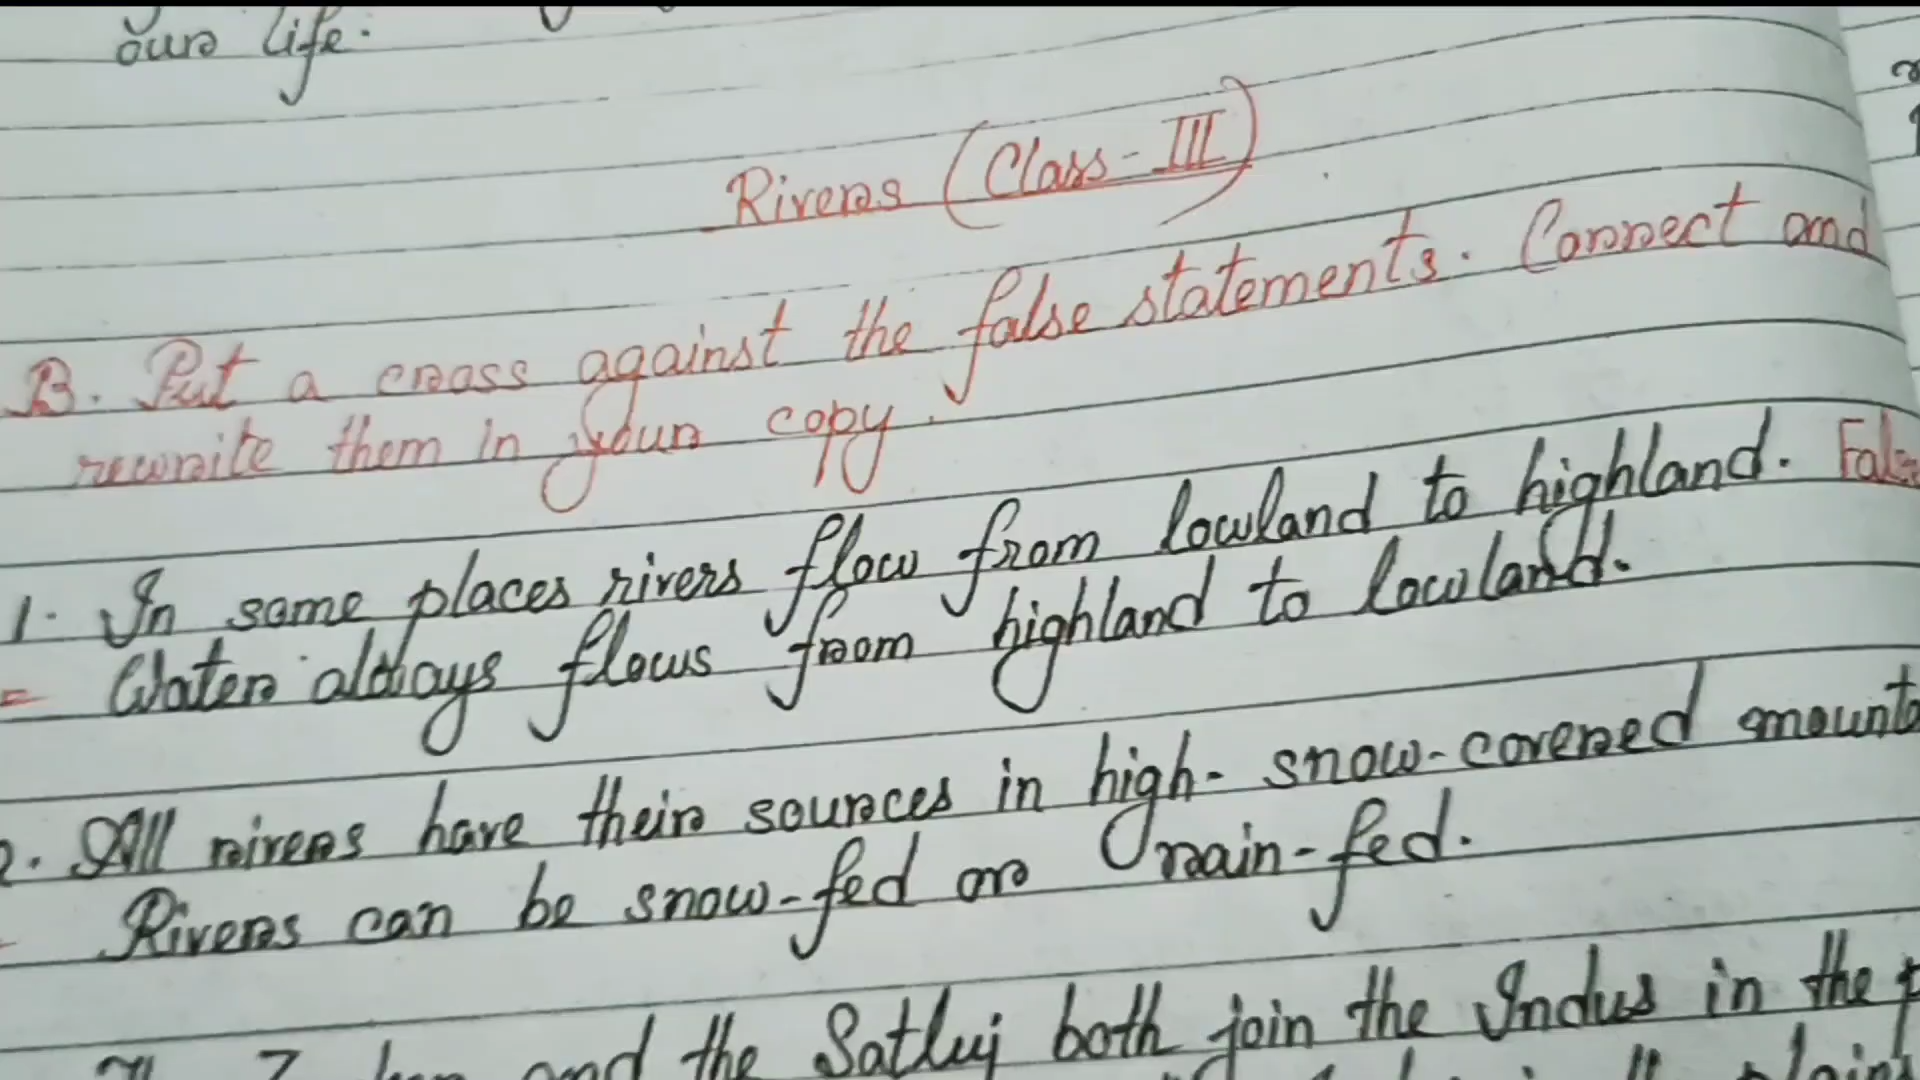 our life.
Rivers (Class - III)
B. Put a cross against the false statements. Correct and
rewrite them in your copy.
1. In some places rivers flow from lowland to highland. False
= Water always flows from highland to lowland.
2. All rivers have their sources in high- snow-covered
Rivers can be snow-fed or rain-fed.
and the Satluj both join the Indus in the